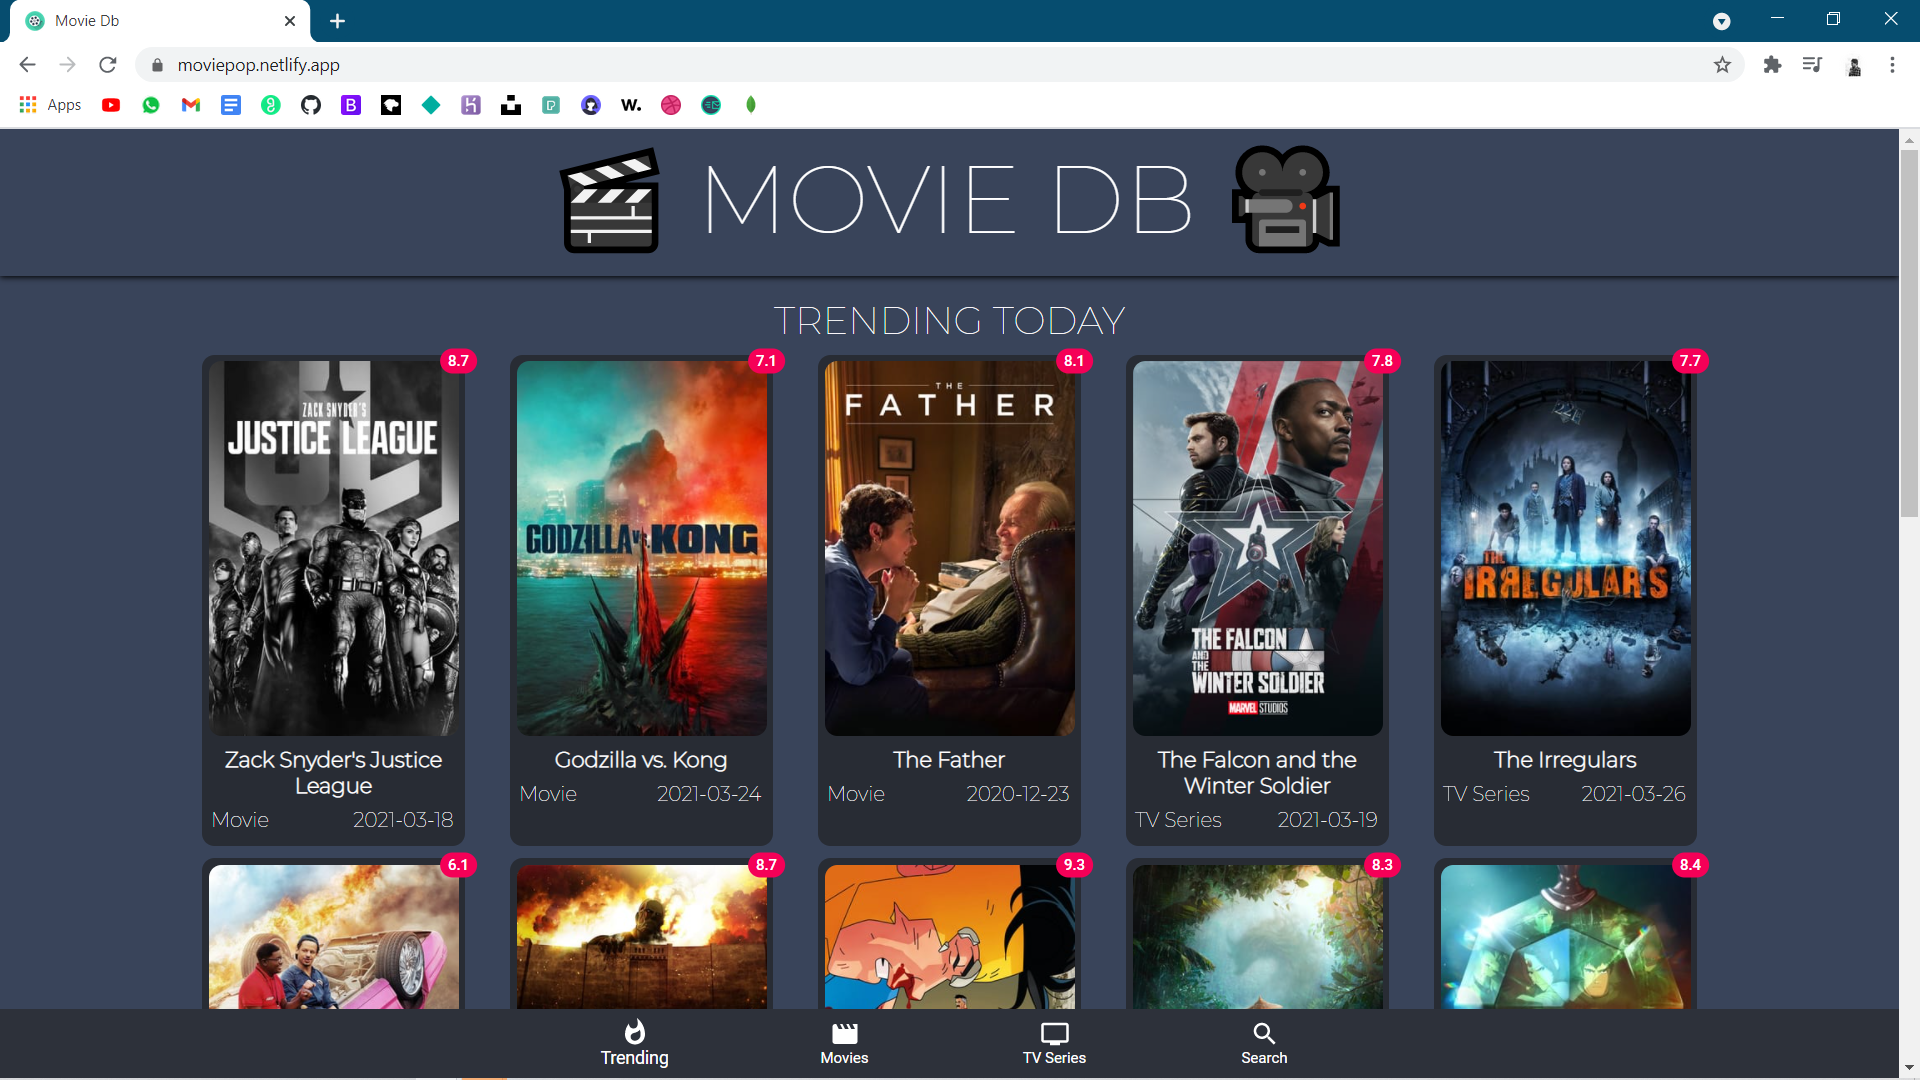 Movie Db
moviepop.netlify.app
Apps
W.
MOVIE DB
TRENDING TODAY
8.7
7.1
8.1
7.8
7.7
ZACK SNYDER'S
JUSTICE LEAGUE
GODZILLA VS. KONG
THE
FATHER
THE FALCON
AND THE
WINTER SOLDIER
MARVEL STUDIOS
THE
IRREGULARS
Zack Snyder's Justice
League
Movie 2021-03-18
Godzilla vs. Kong
Movie 2021-03-24
The Father
Movie 2020-12-23
The Falcon and the
Winter Soldier
TV Series 2021-03-19
The Irregulars
TV Series 2021-03-26
6.1
8.7
9.3
8.3
8.4
Trending
Movies
TV Series
Search